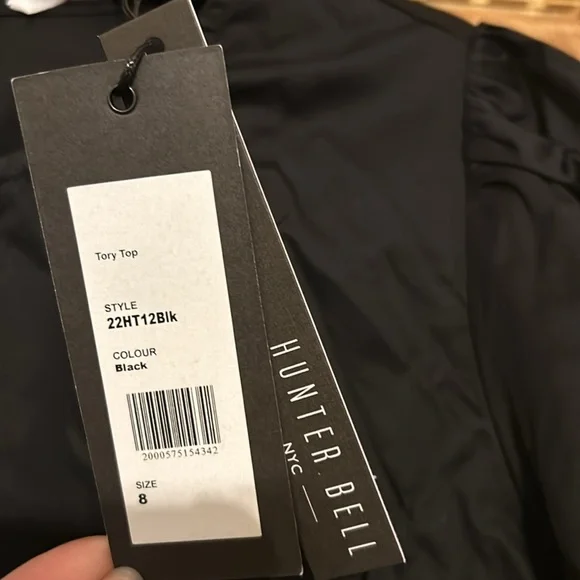 Tory Top
STYLE
22HT12Blk
COLOUR
Black
2000575154342
SIZE
8
HUNTER BELL
NYC